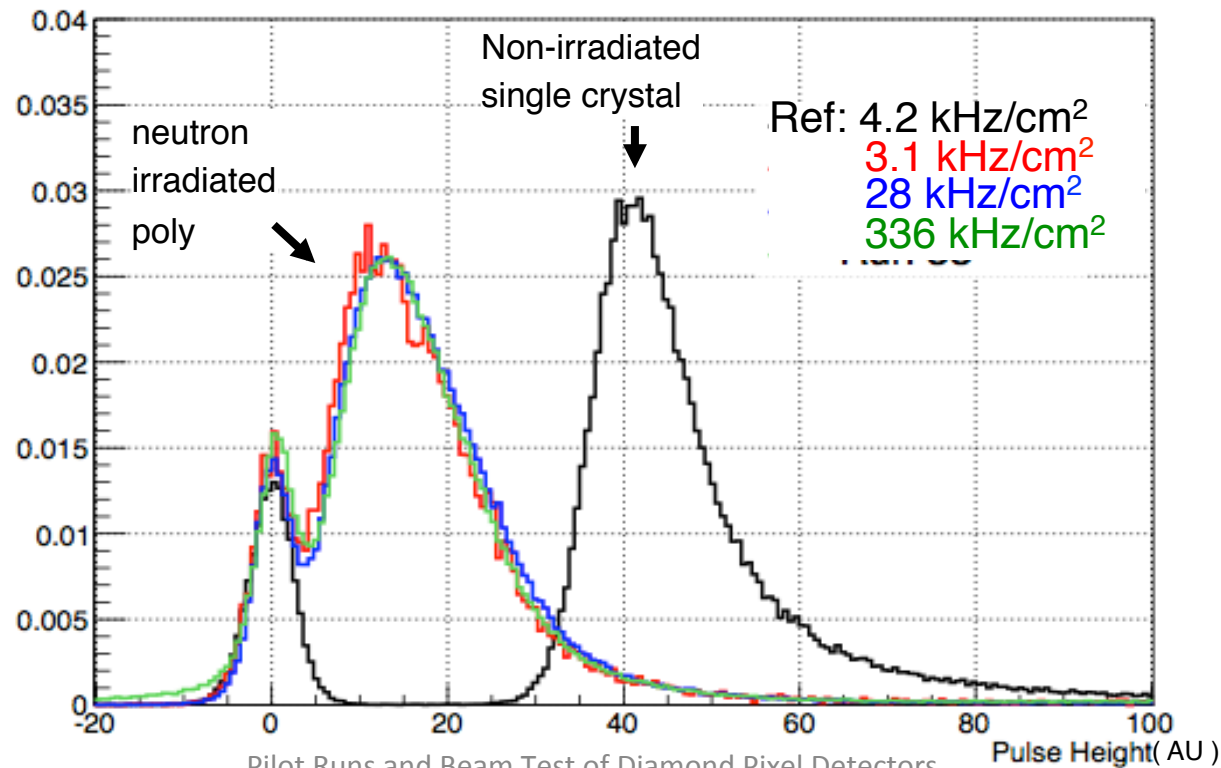 0.04
0.035
0.03
0.025
0.02
0.015
0.01
0.005
0
neutron
irradiated
poly
Non-irradiated
single crystal
Ref: 4.2 kHz/cm²
3.1 kHz/cm²
28 kHz/cm²
336 kHz/cm²
-20 0 20 40 60 80 100
Pulse Height( AU )
Pilot Runs and Beam Test of Diamond Pixel Detectors